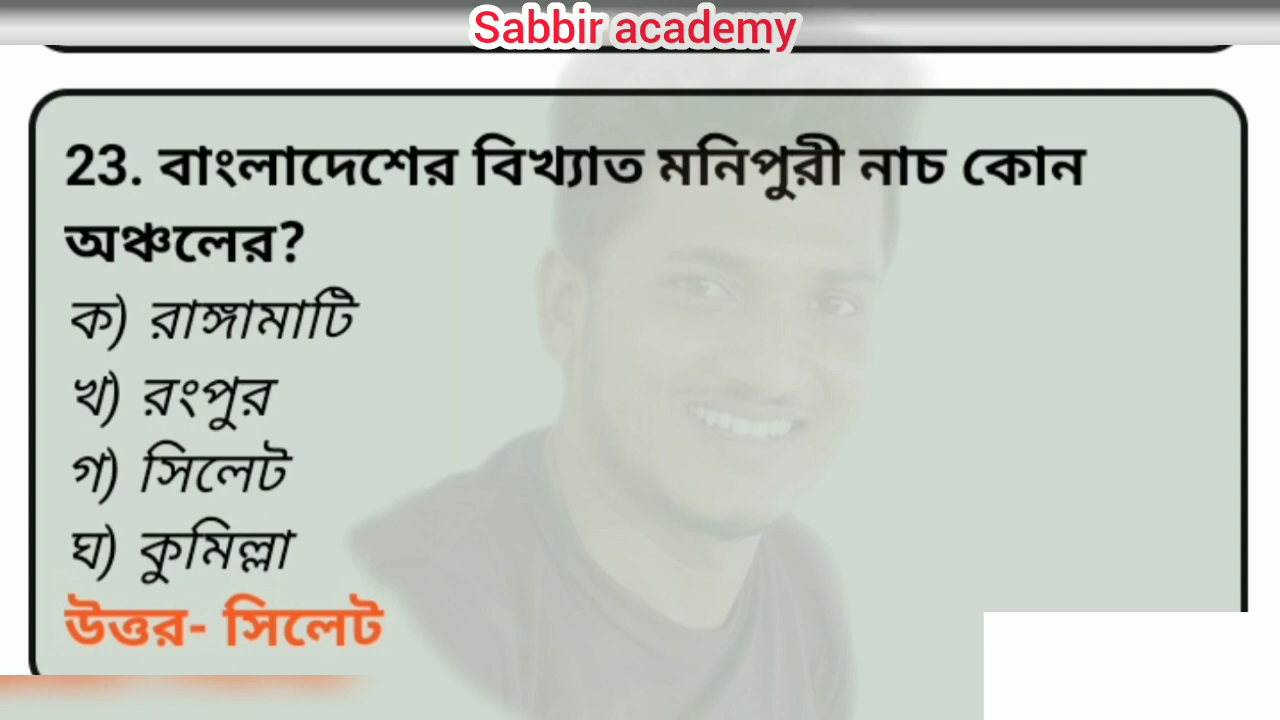 Sabbir academy
23. বাংলাদেশের বিখ্যাত মনিপুরী নাচ কোন
অঞ্চলের?
ক) রাঙ্গামাটি
খ) রংপুর
গ) সিলেট
ঘ) কুমিল্লা
উত্তর- সিলেট